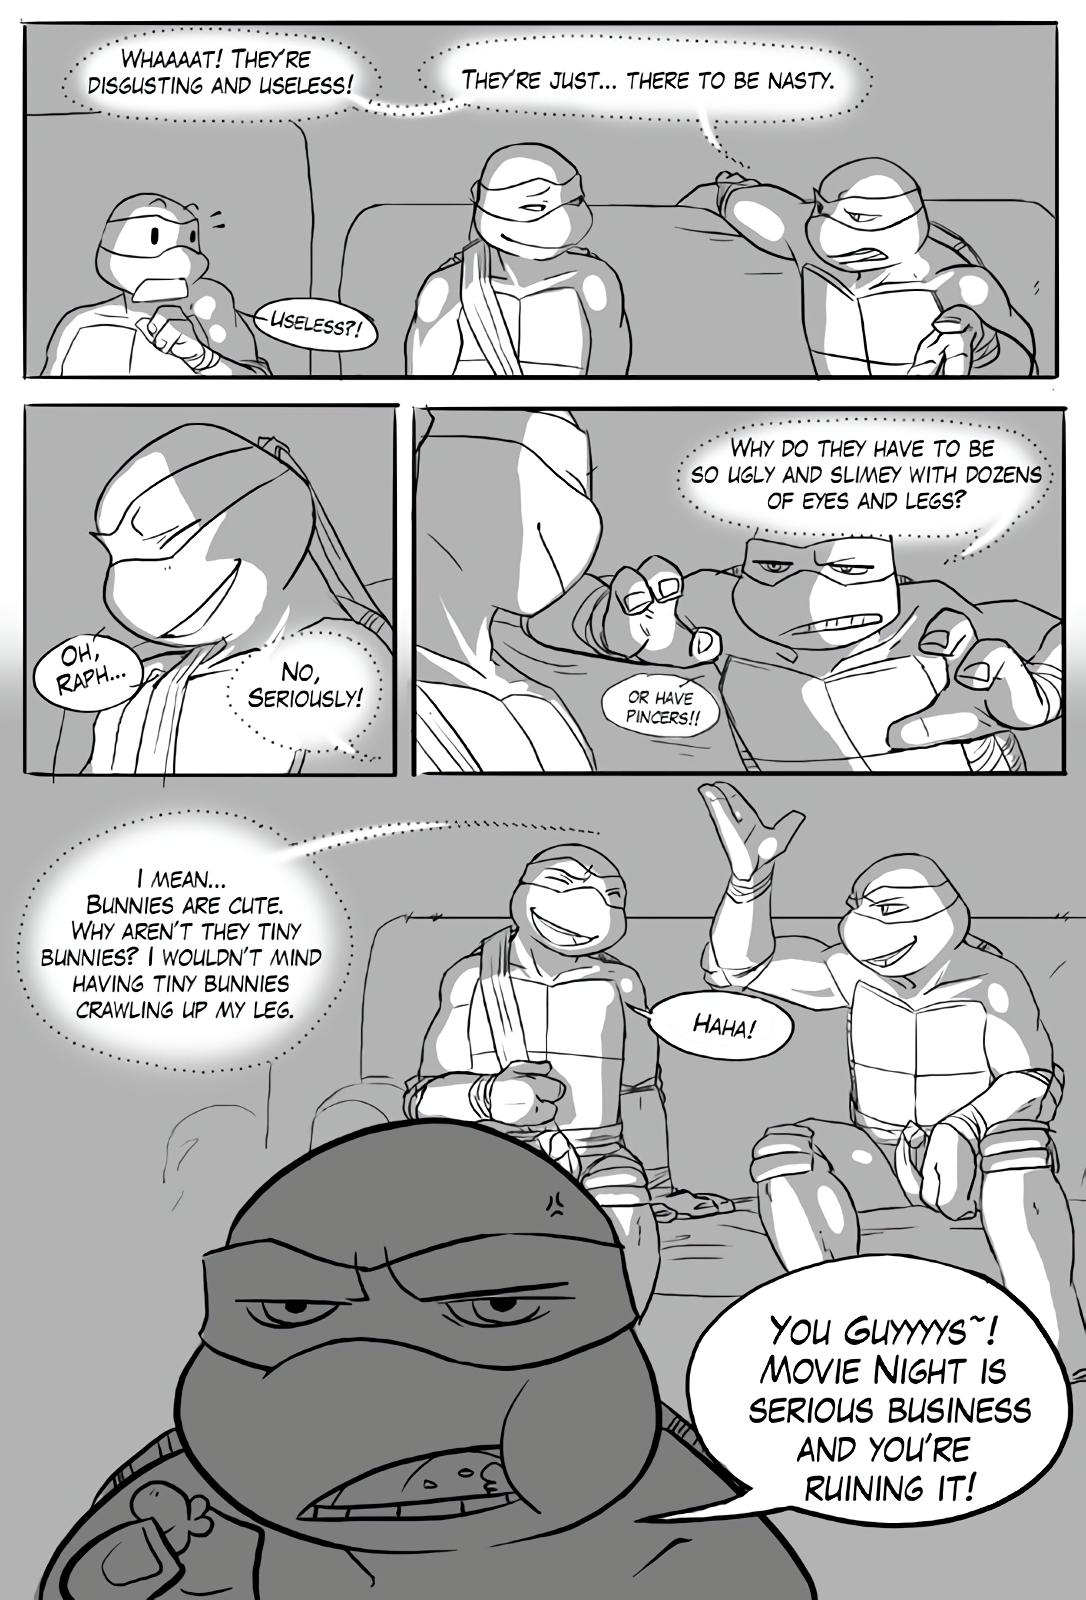 WHAAAAT! THEY'RE
DISGUSTING AND USELESS!
THEY'RE JUST... THERE TO BE NASTY.
USELESS?!
OH,
RAPH...
NO,
SERIOUSLY!
WHY DO THEY HAVE TO BE
SO UGLY AND SLIMEY WITH DOZENS
OF EYES AND LEGS?
OR HAVE
PINCERS!!
I MEAN...
BUNNIES ARE CUTE.
WHY AREN'T THEY TINY
BUNNIES? I WOULDN'T MIND
HAVING TINY BUNNIES
CRAWLING UP MY LEG.
HAHA!
YOU GUYYYYS~!
MOVIE NIGHT IS
SERIOUS BUSINESS
AND YOU'RE
RUINING IT!